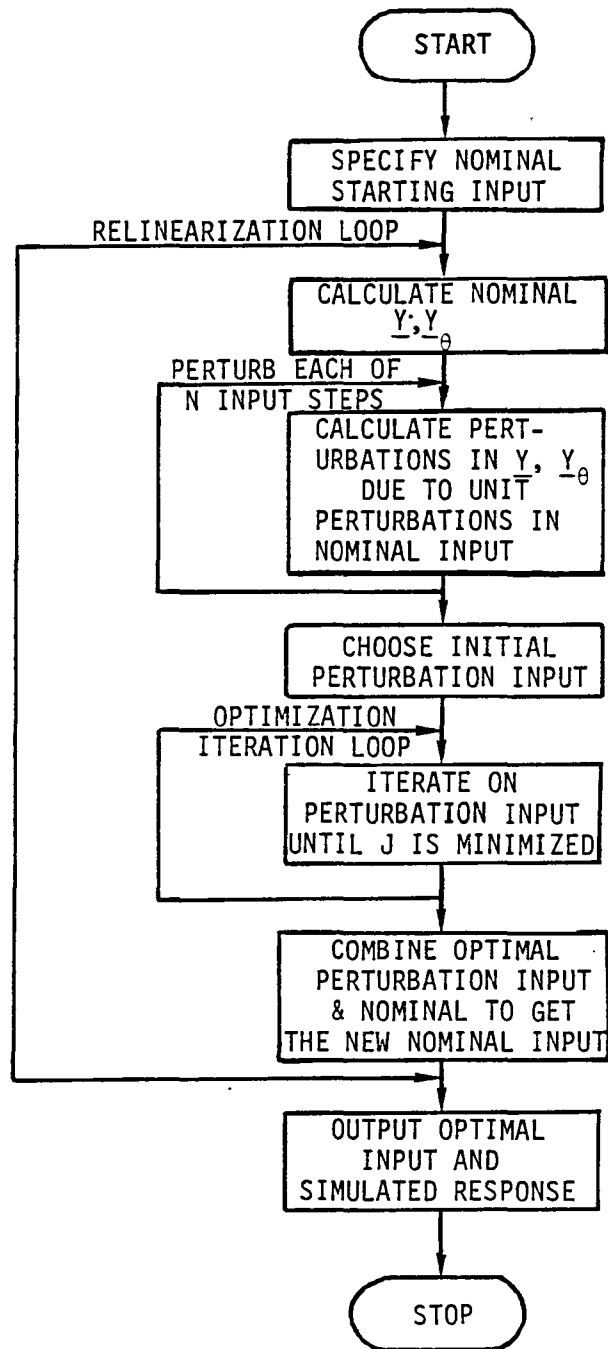 START
SPECIFY NOMINAL
STARTING INPUT
RELINEARIZATION LOOP
CALCULATE NOMINAL
Y, Y_θ
PERTURB EACH OF
N INPUT STEPS
CALCULATE PERT-
URBATIONS IN Y, Y_θ
DUE TO UNIT
PERTURBATIONS IN
NOMINAL INPUT
CHOOSE INITIAL
PERTURBATION INPUT
OPTIMIZATION
ITERATION LOOP
ITERATE ON
PERTURBATION INPUT
UNTIL J IS MINIMIZED
COMBINE OPTIMAL
PERTURBATION INPUT
& NOMINAL TO GET
THE NEW NOMINAL INPUT
OUTPUT OPTIMAL
INPUT AND
SIMULATED RESPONSE
STOP